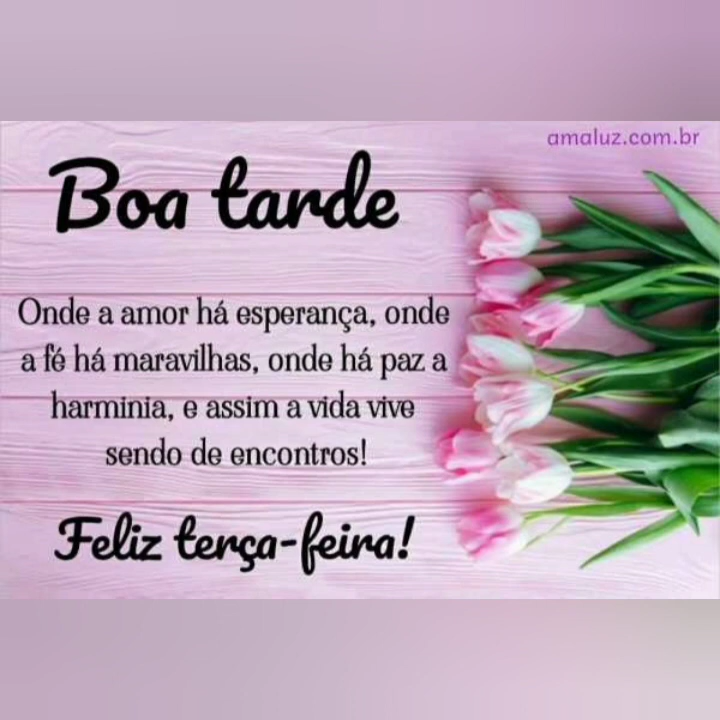 amaluz.com.br
Boa tarde
Onde a amor há esperança, onde
a fé há maravilhas, onde há paz a
harminia, e assim a vida vive
sendo de encontros!
Feliz terça-feira!